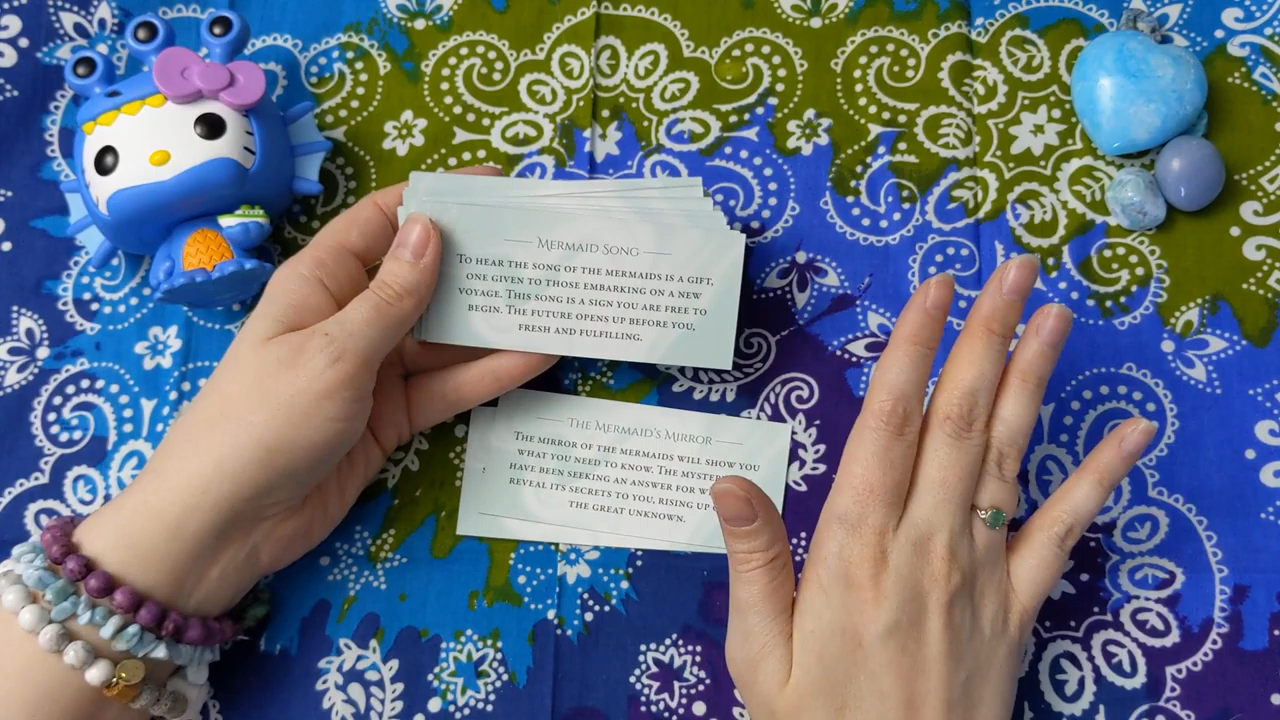 Mermaid Song
To hear the song of the mermaids is a gift,
one given to those embarking on a new
voyage. This song is a sign you are free to
begin. The future opens up before you,
fresh and fulfilling.
The Mermaid's Mirror
The mirror of the mermaids will show you
what you need to know. The
have been seeking an answer for
reveal its secrets to you, rising up
the great unknown.